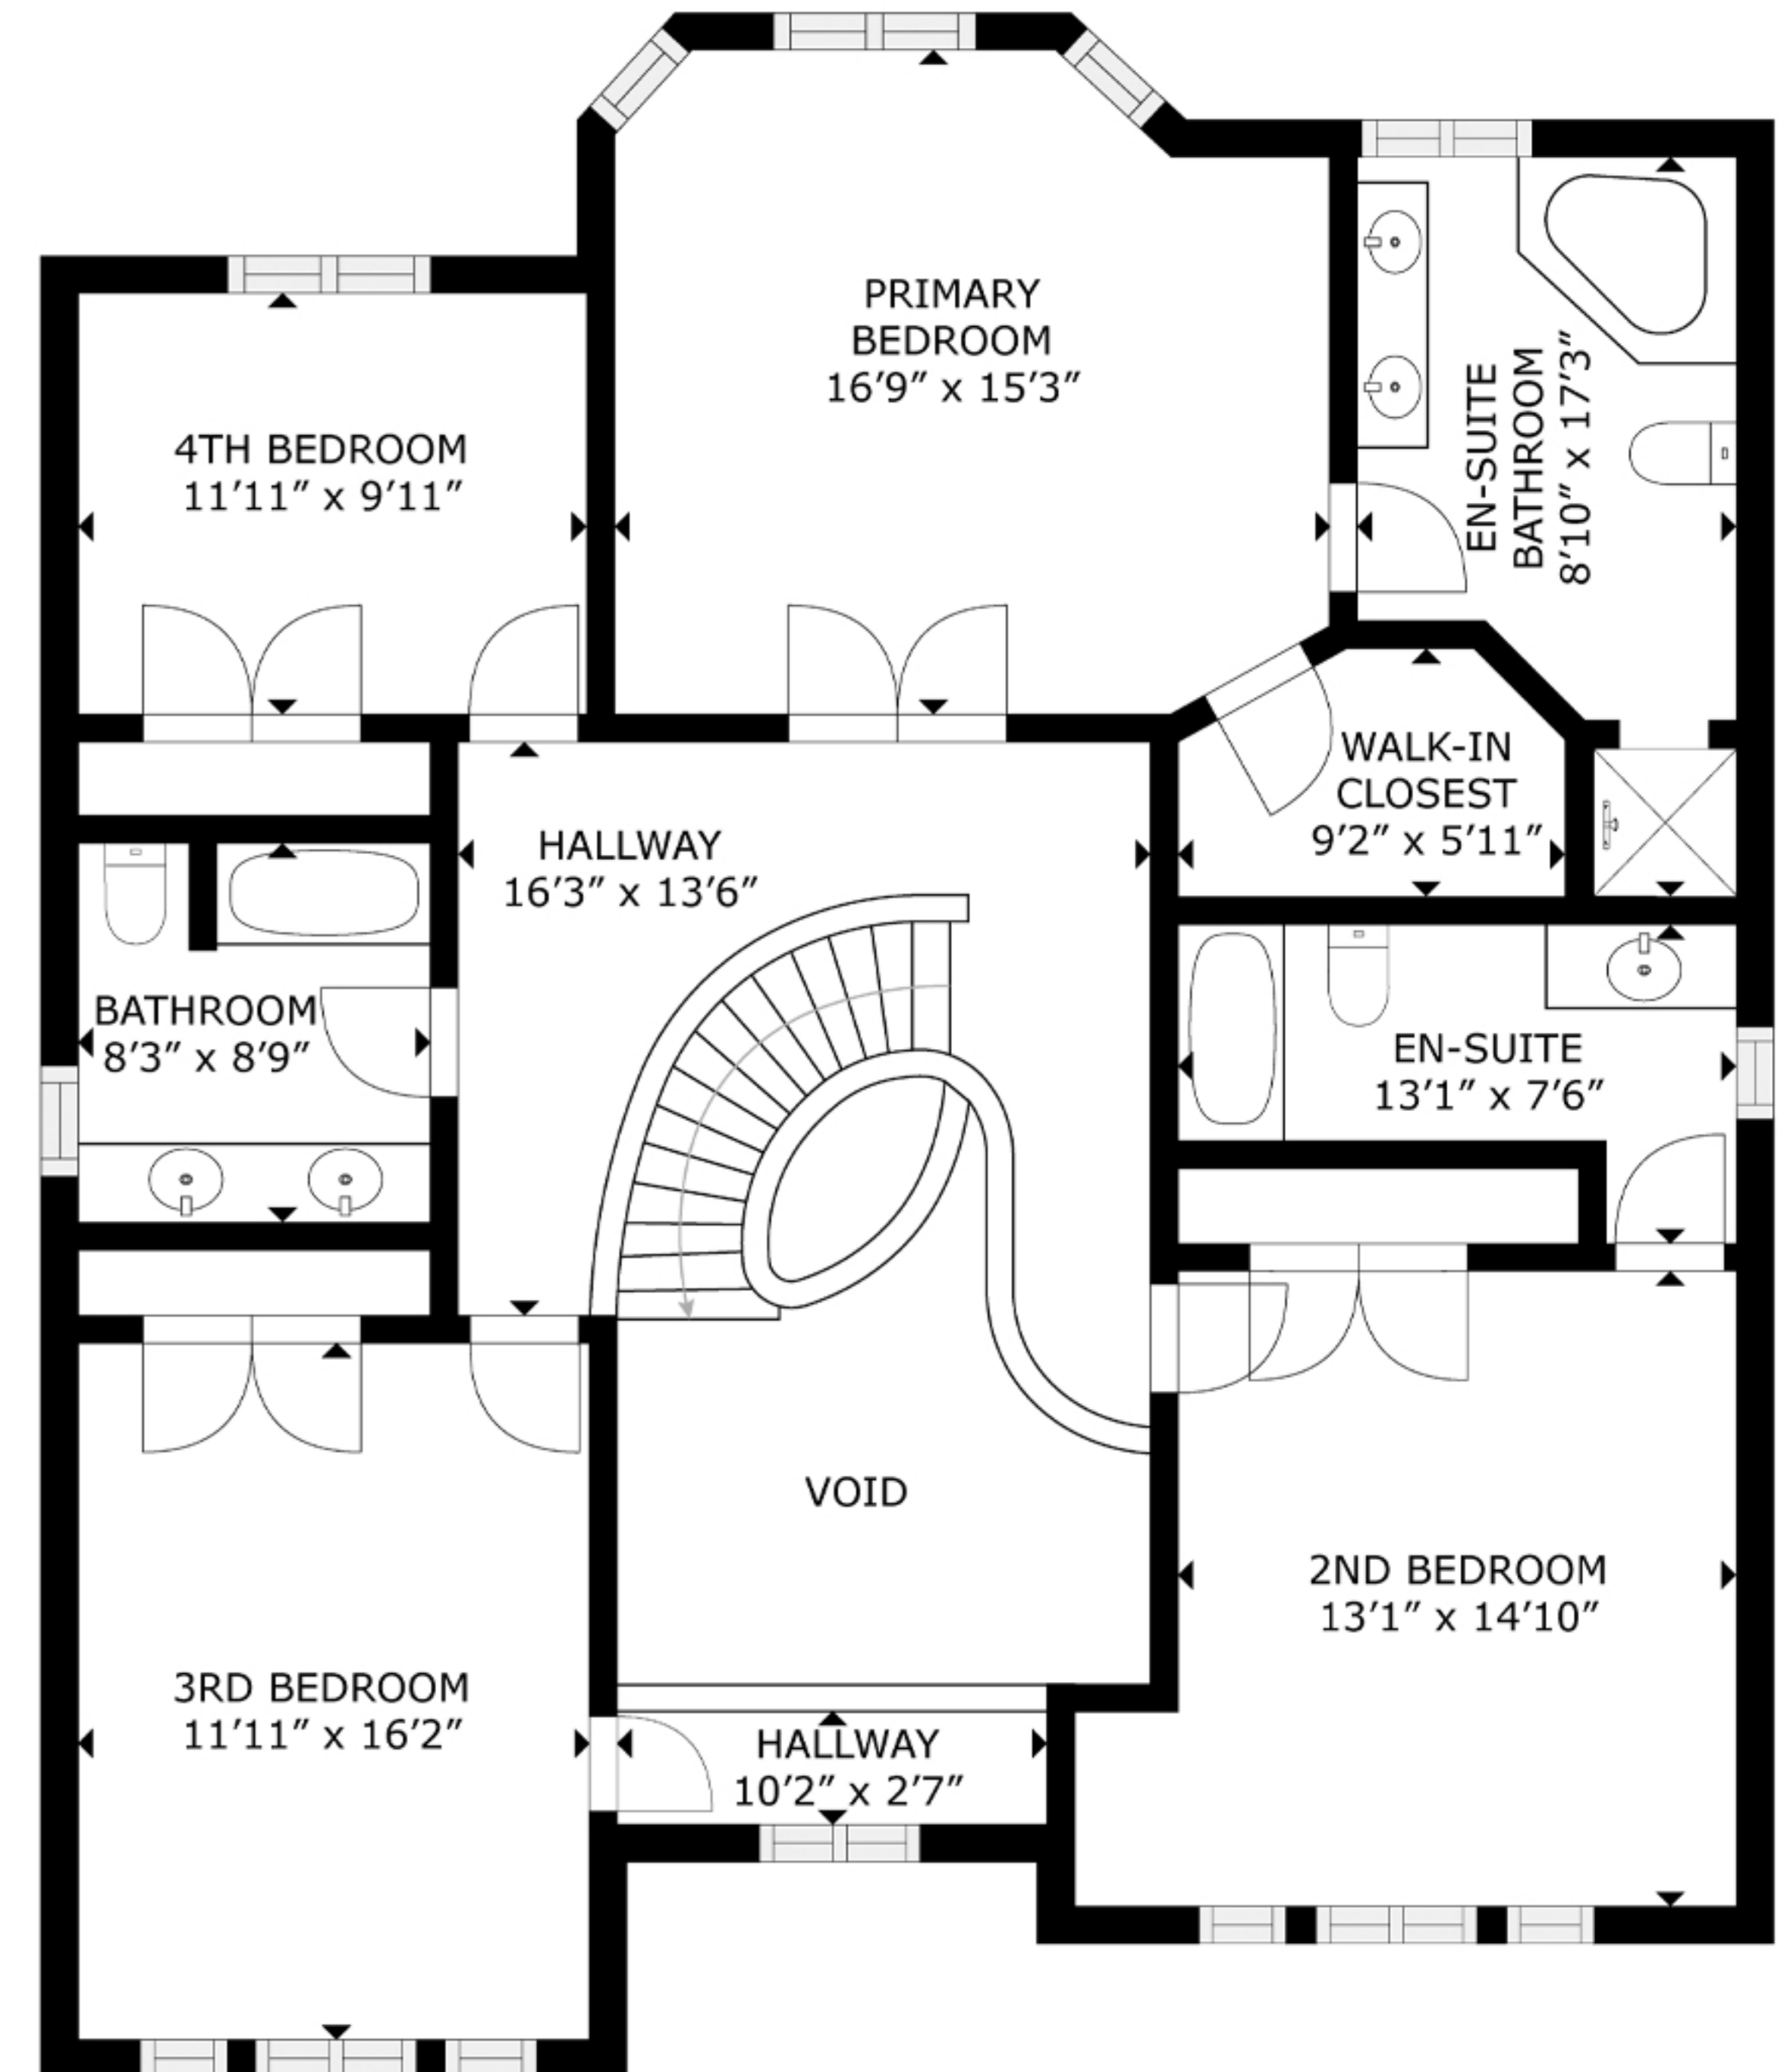 PRIMARY
BEDROOM
16’9” x 15’3”
EN-SUITE
BATHROOM
8’10” x 17’3”
4TH BEDROOM
11’11” x 9’11”
WALK-IN
CLOSEST
9’2” x 5’11”
HALLWAY
16’3” x 13’6”
BATHROOM
8’3” x 8’9”
EN-SUITE
13’1” x 7’6”
VOID
2ND BEDROOM
13’1” x 14’10”
3RD BEDROOM
11’11” x 16’2”
HALLWAY
10’2” x 2’7”